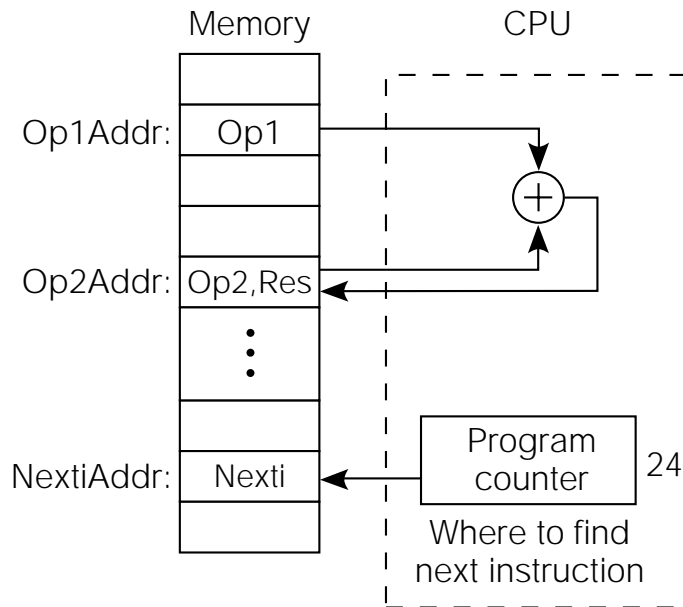 Memory
CPU
Op1Addr:
Op1
+
Op2Addr:
Op2,Res
NextiAddr:
Nexti
Program
counter
24
Where to find
next instruction